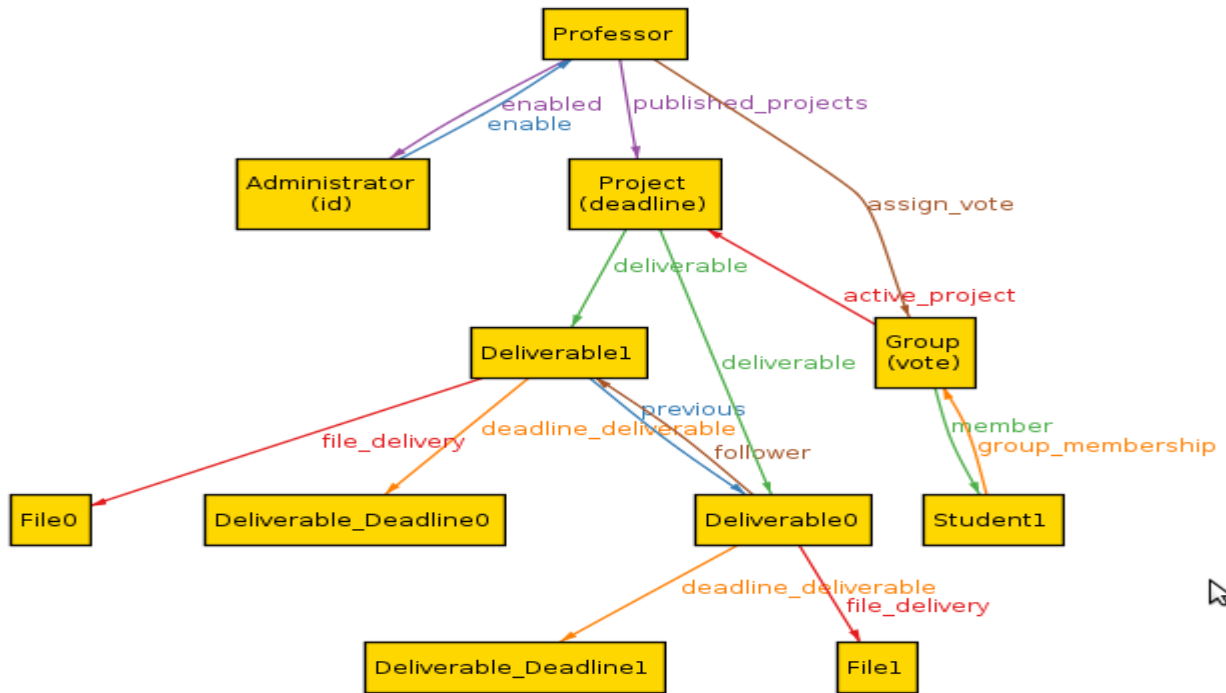 Professor
enabled
published_projects
enable
Administrator
(id)
Project
(deadline)
assign_vote
deliverable
active_project
Deliverable1
Group
(vote)
deliverable
previous
member
deadline_deliverable
file_delivery
follower
group_membership
File0
Deliverable_Deadline0
Deliverable0
Student1
deadline_deliverable
file_delivery
Deliverable_Deadline1
File1